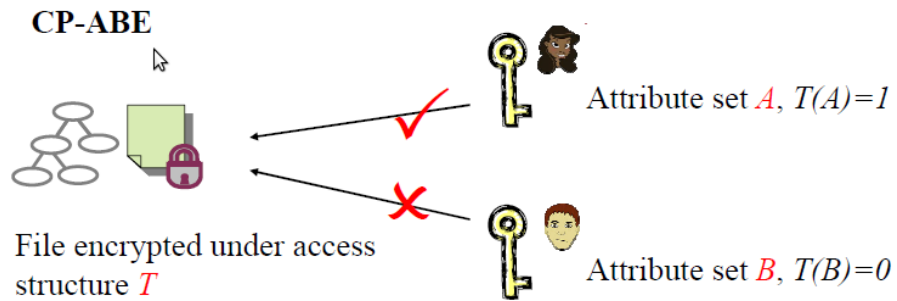 CP-ABE
Attribute set A, T(A)=1
File encrypted under access
structure T
Attribute set B, T(B)=0